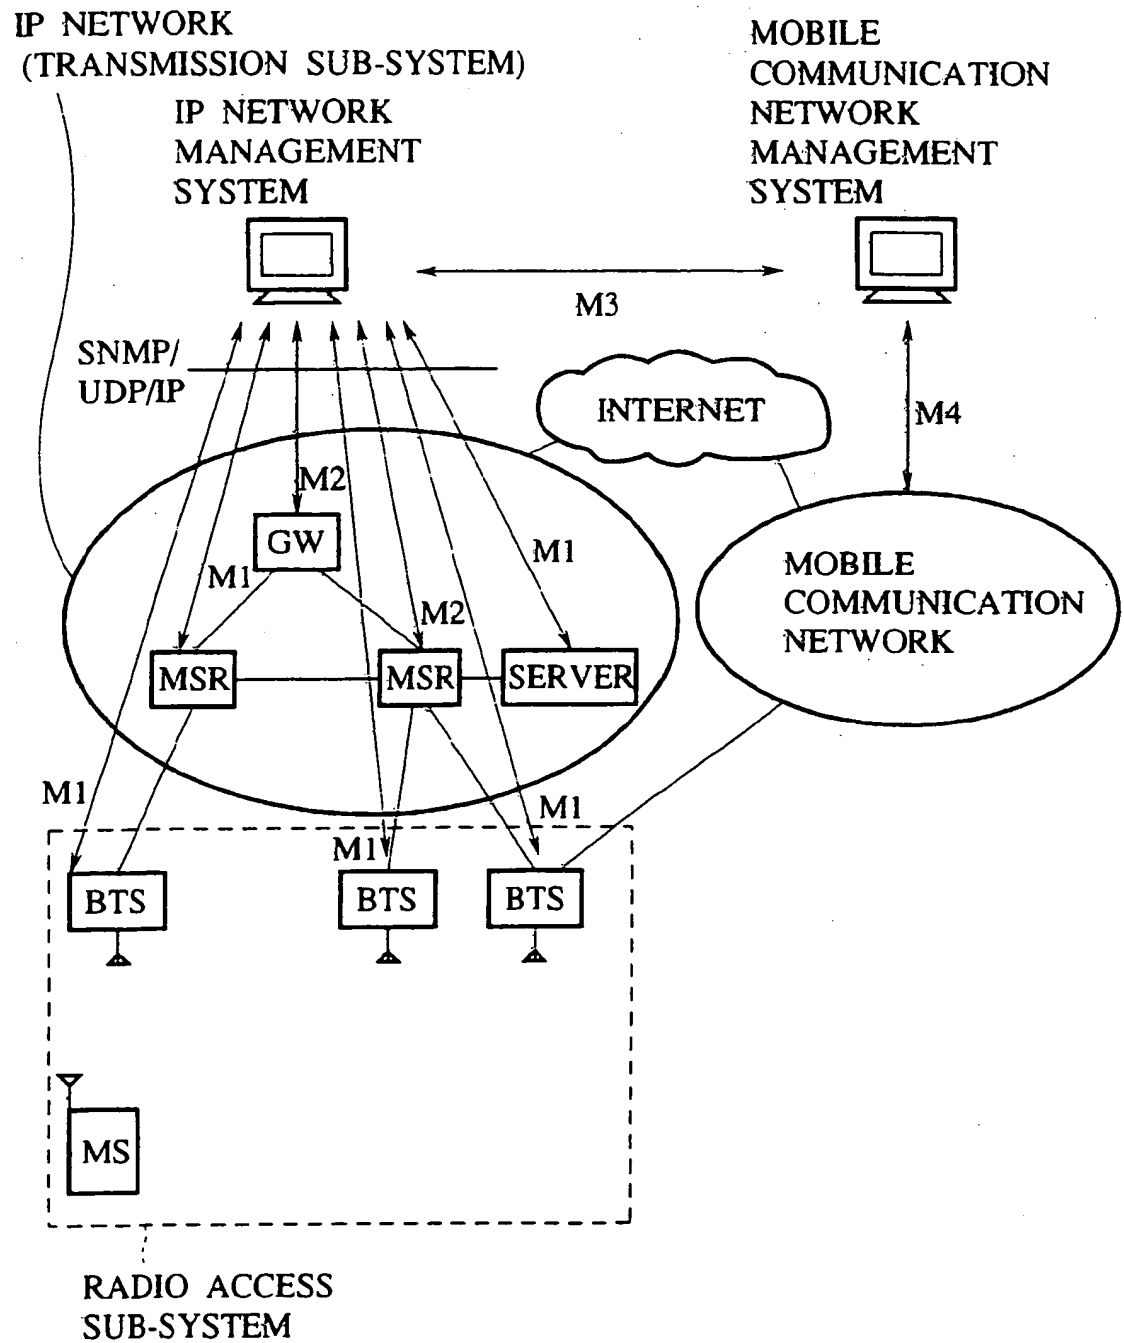 IP NETWORK
(TRANSMISSION SUB-SYSTEM)
IP NETWORK
MANAGEMENT
SYSTEM
MOBILE
COMMUNICATION
NETWORK
MANAGEMENT
SYSTEM
M3
SNMP/
UDP/IP
INTERNET
M4
M2
GW
M1
M1
M2
MOBILE
COMMUNICATION
NETWORK
MSR
MSR
SERVER
M1
M1
M1
BTS
BTS
BTS
MS
RADIO ACCESS
SUB-SYSTEM